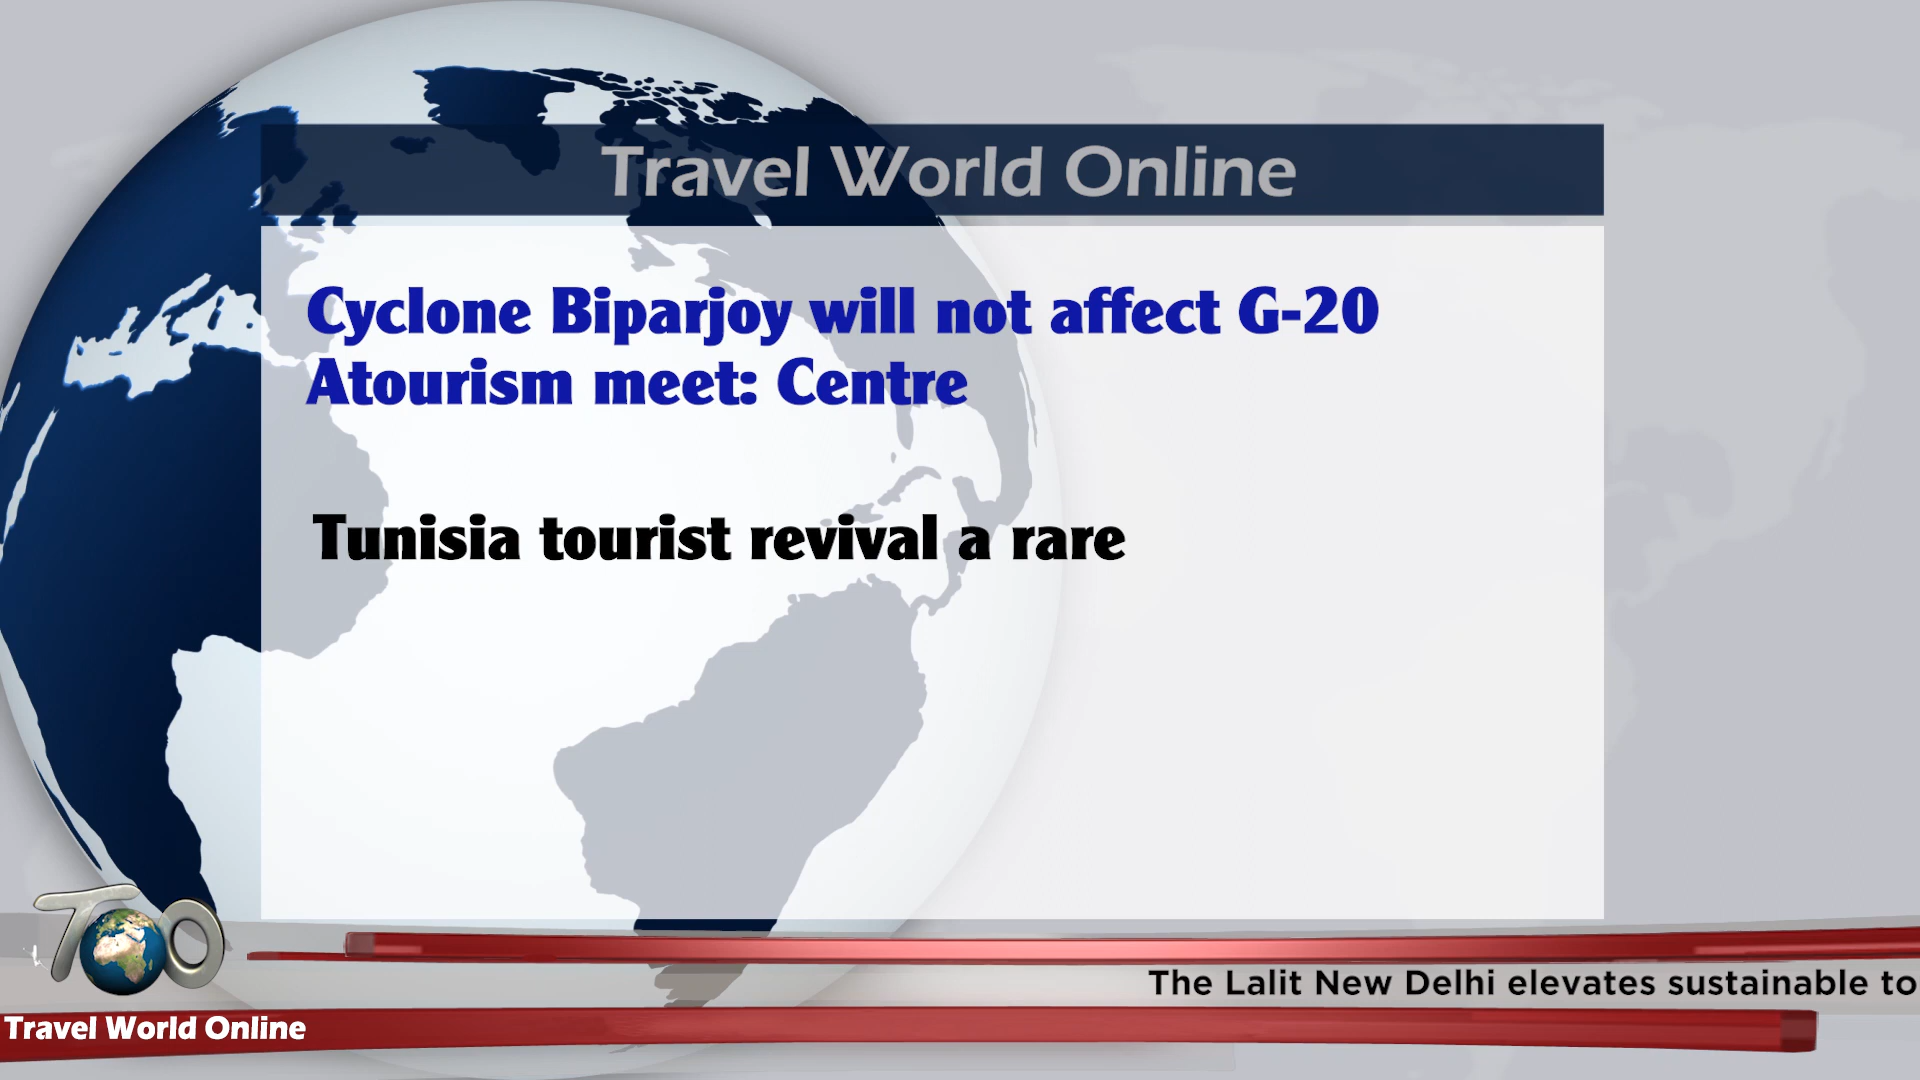 Travel World Online
Cyclone Biparjoy will not affect G-20
Atourism meet: Centre
Tunisia tourist revival a rare
The Lalit New Delhi elevates sustainable to
TO
Travel World Online